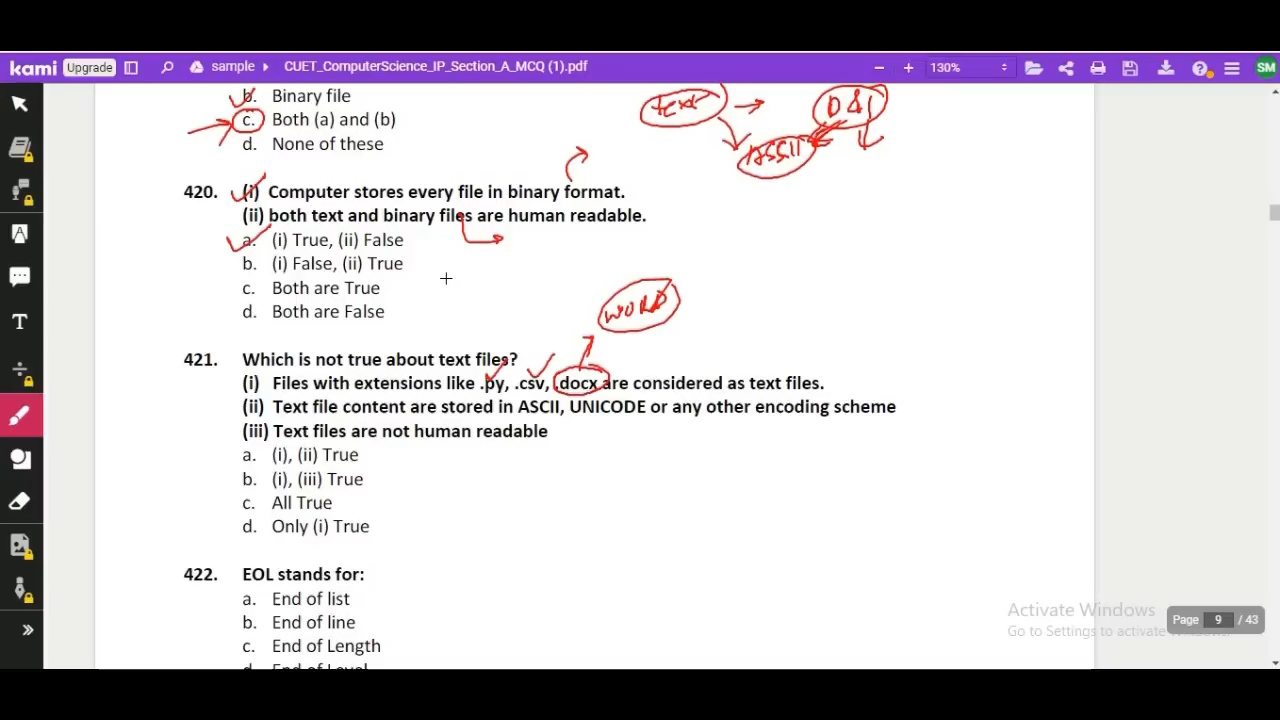 kami Upgrade sample CUET_ComputerScience_IP_Section_A_MCQ (1).pdf 130% SM
b. Binary file
c. Both (a) and (b)
d. None of these
Text
0 & 1
ASSII
420. (i) Computer stores every file in binary format.
(ii) both text and binary files are human readable.
a. (i) True, (ii) False
b. (i) False, (ii) True
c. Both are True
d. Both are False
WORD
421. Which is not true about text files?
(i) Files with extensions like .py, .csv, .docx are considered as text files.
(ii) Text file content are stored in ASCII, UNICODE or any other encoding scheme
(iii) Text files are not human readable
a. (i), (ii) True
b. (i), (iii) True
c. All True
d. Only (i) True
422. EOL stands for:
a. End of list
b. End of line
c. End of Length
d. End of Level
Activate Windows
Go to Settings to activate Windows.
Page 9 / 43